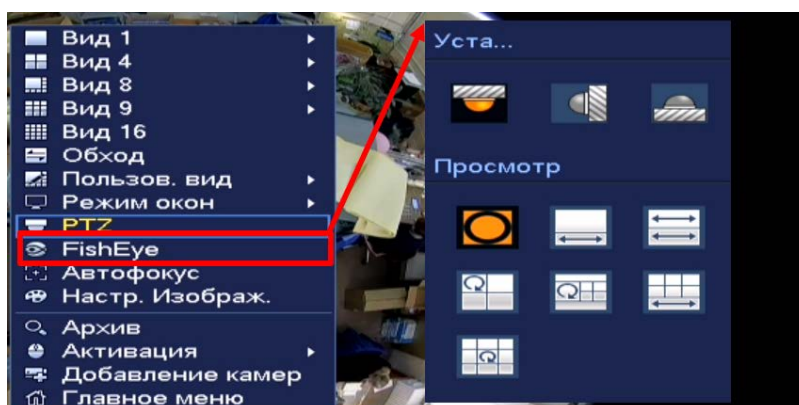 Вид 1
Вид 4
Вид 8
Вид 9
Вид 16
Обход
Пользов. вид
Режим окон
PTZ
FishEye
Автофокус
Настр. Изображ.
Архив
Активация
Добавление камер
Главное меню
Уста...
Просмотр